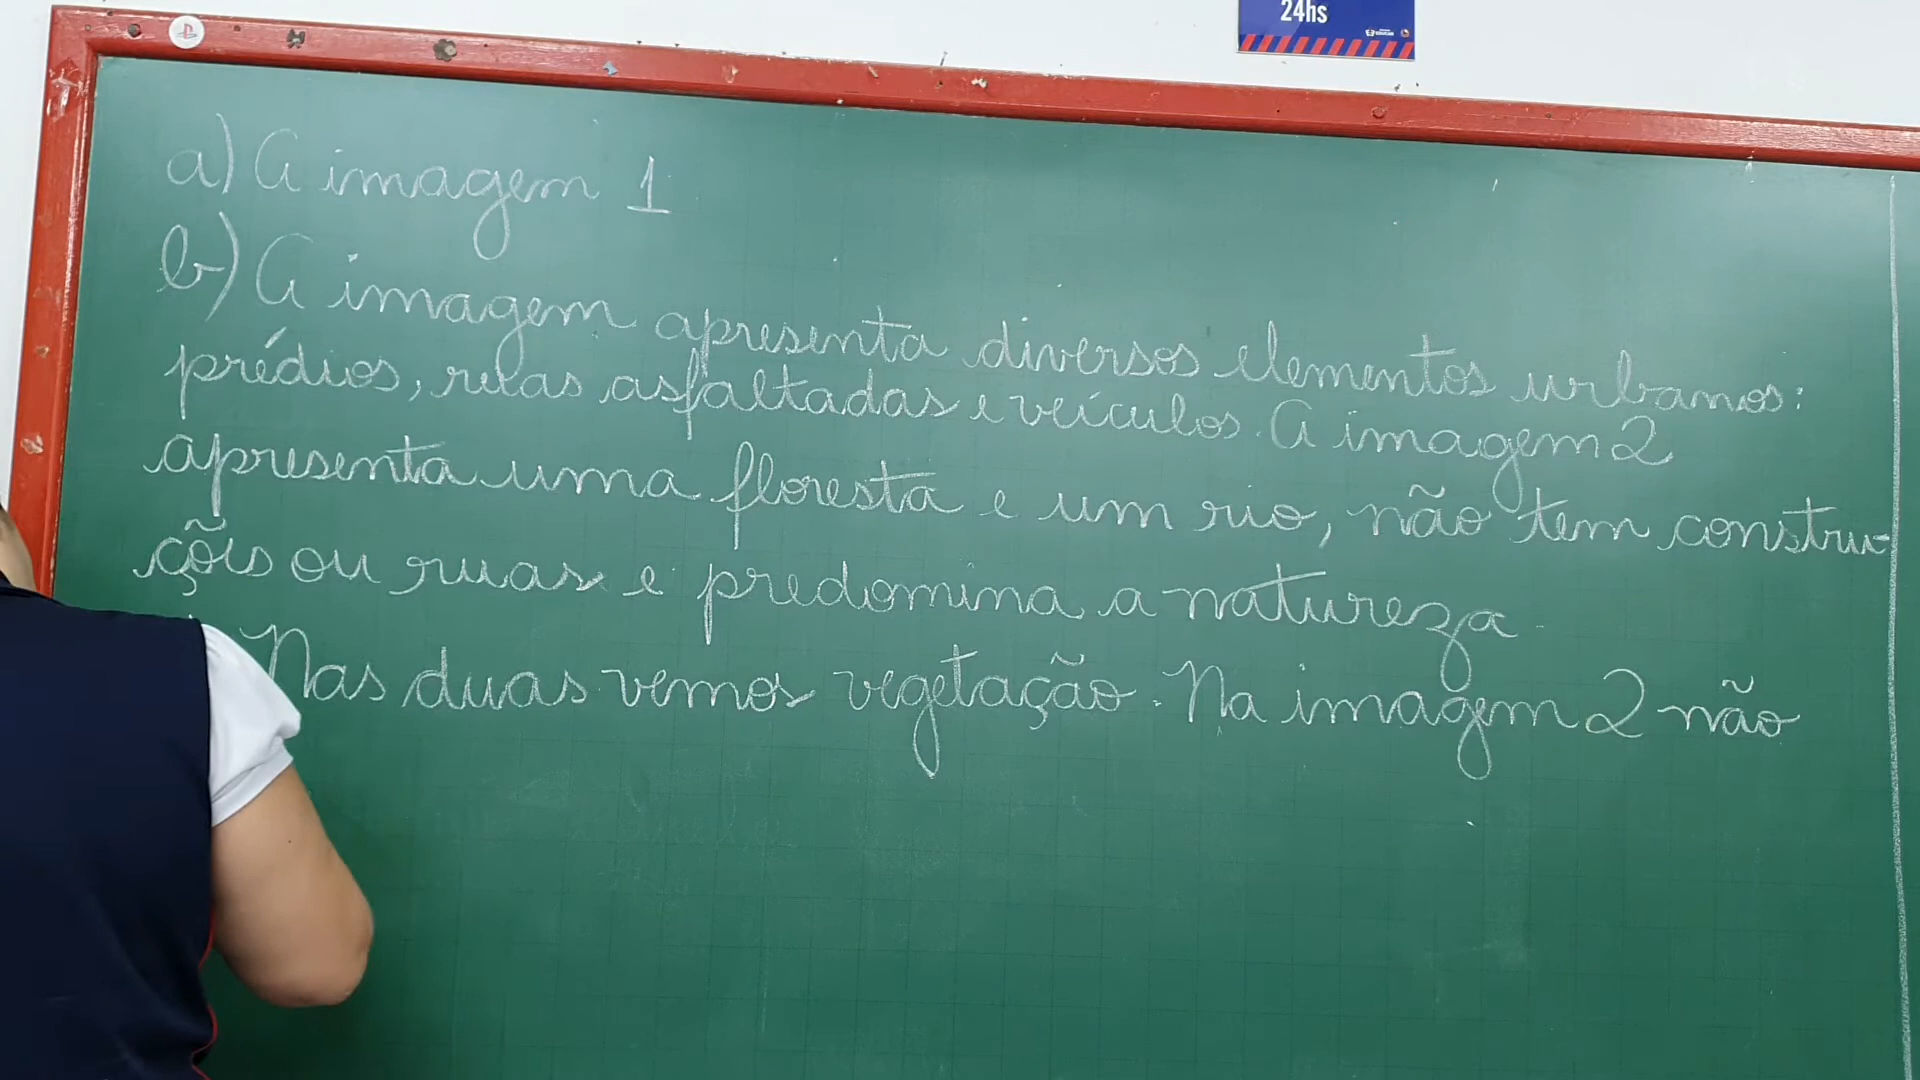 24hs
a) A imagem 1
b) A imagem apresenta diversos elementos urbanos:
prédios, ruas asfaltadas e veículos. A imagem 2
apresenta uma floresta e um rio, não tem constru-
ções ou ruas e predomina a natureza.
Nas duas vemos vegetação. Na imagem 2 não